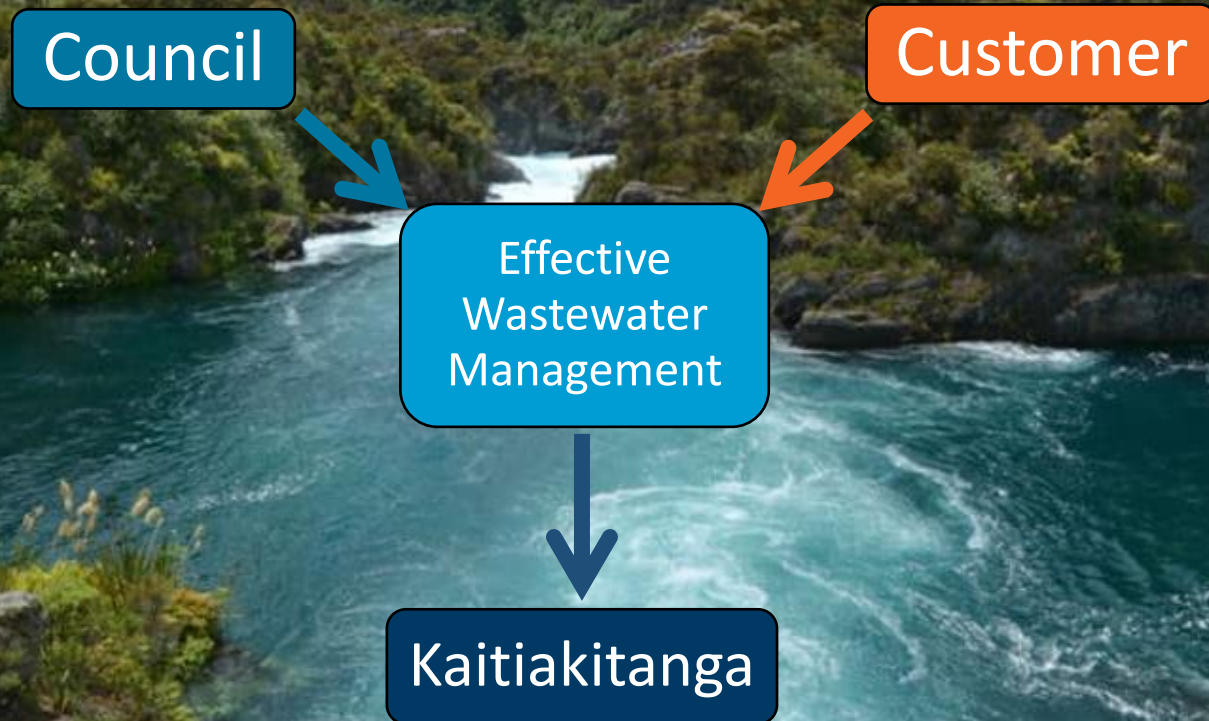 Council
Customer
Effective
Wastewater
Management
Kaitiakitanga